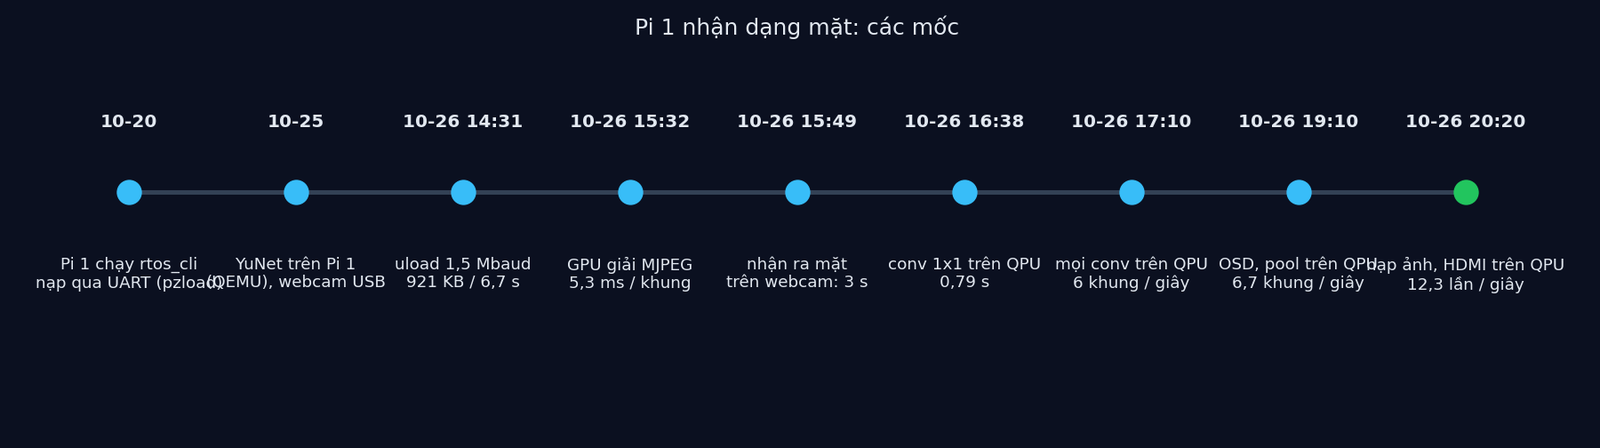 Pi 1 nhận dạng mặt: các mốc
10-20
10-25
10-26 14:31
10-26 15:32
10-26 15:49
10-26 16:38
10-26 17:10
10-26 19:10
10-26 20:20
Pi 1 chạy rtos_cli
nạp qua UART (pzload)
YuNet trên Pi 1
(QEMU), webcam USB
uload 1,5 Mbaud
921 KB / 6,7 s
GPU giải MJPEG
5,3 ms / khung
nhận ra mặt
trên webcam: 3 s
conv 1x1 trên QPU
0,79 s
mọi conv trên QPU
6 khung / giây
OSD, pool trên QPU
6,7 khung / giây
ảnh, HDMI trên QPU
12,3 lần / giây